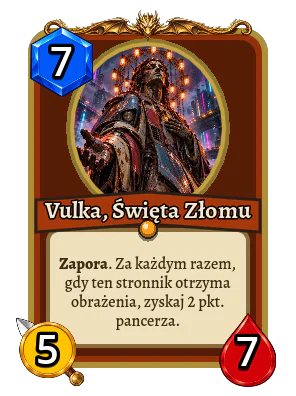 7
Vulka, Święta Złomu
Zapora. Za każdym razem,
gdy ten stronnik otrzyma
obrażenia, zyskaj 2 pkt.
pancerza.
5
7